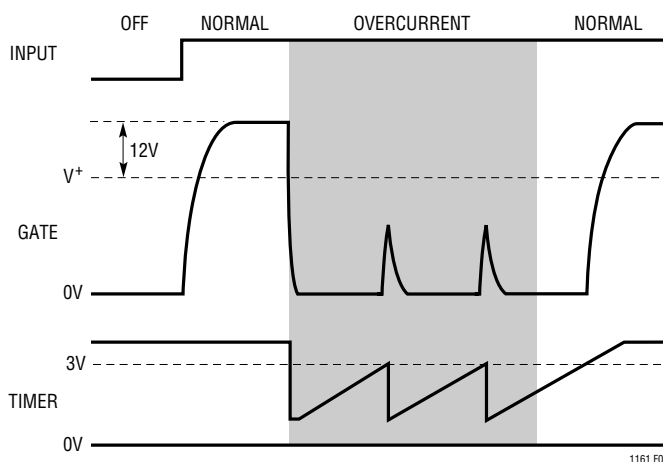 OFF NORMAL OVERCURRENT NORMAL
INPUT
12V
V+
GATE
0V
3V
TIMER
0V
1161 F0